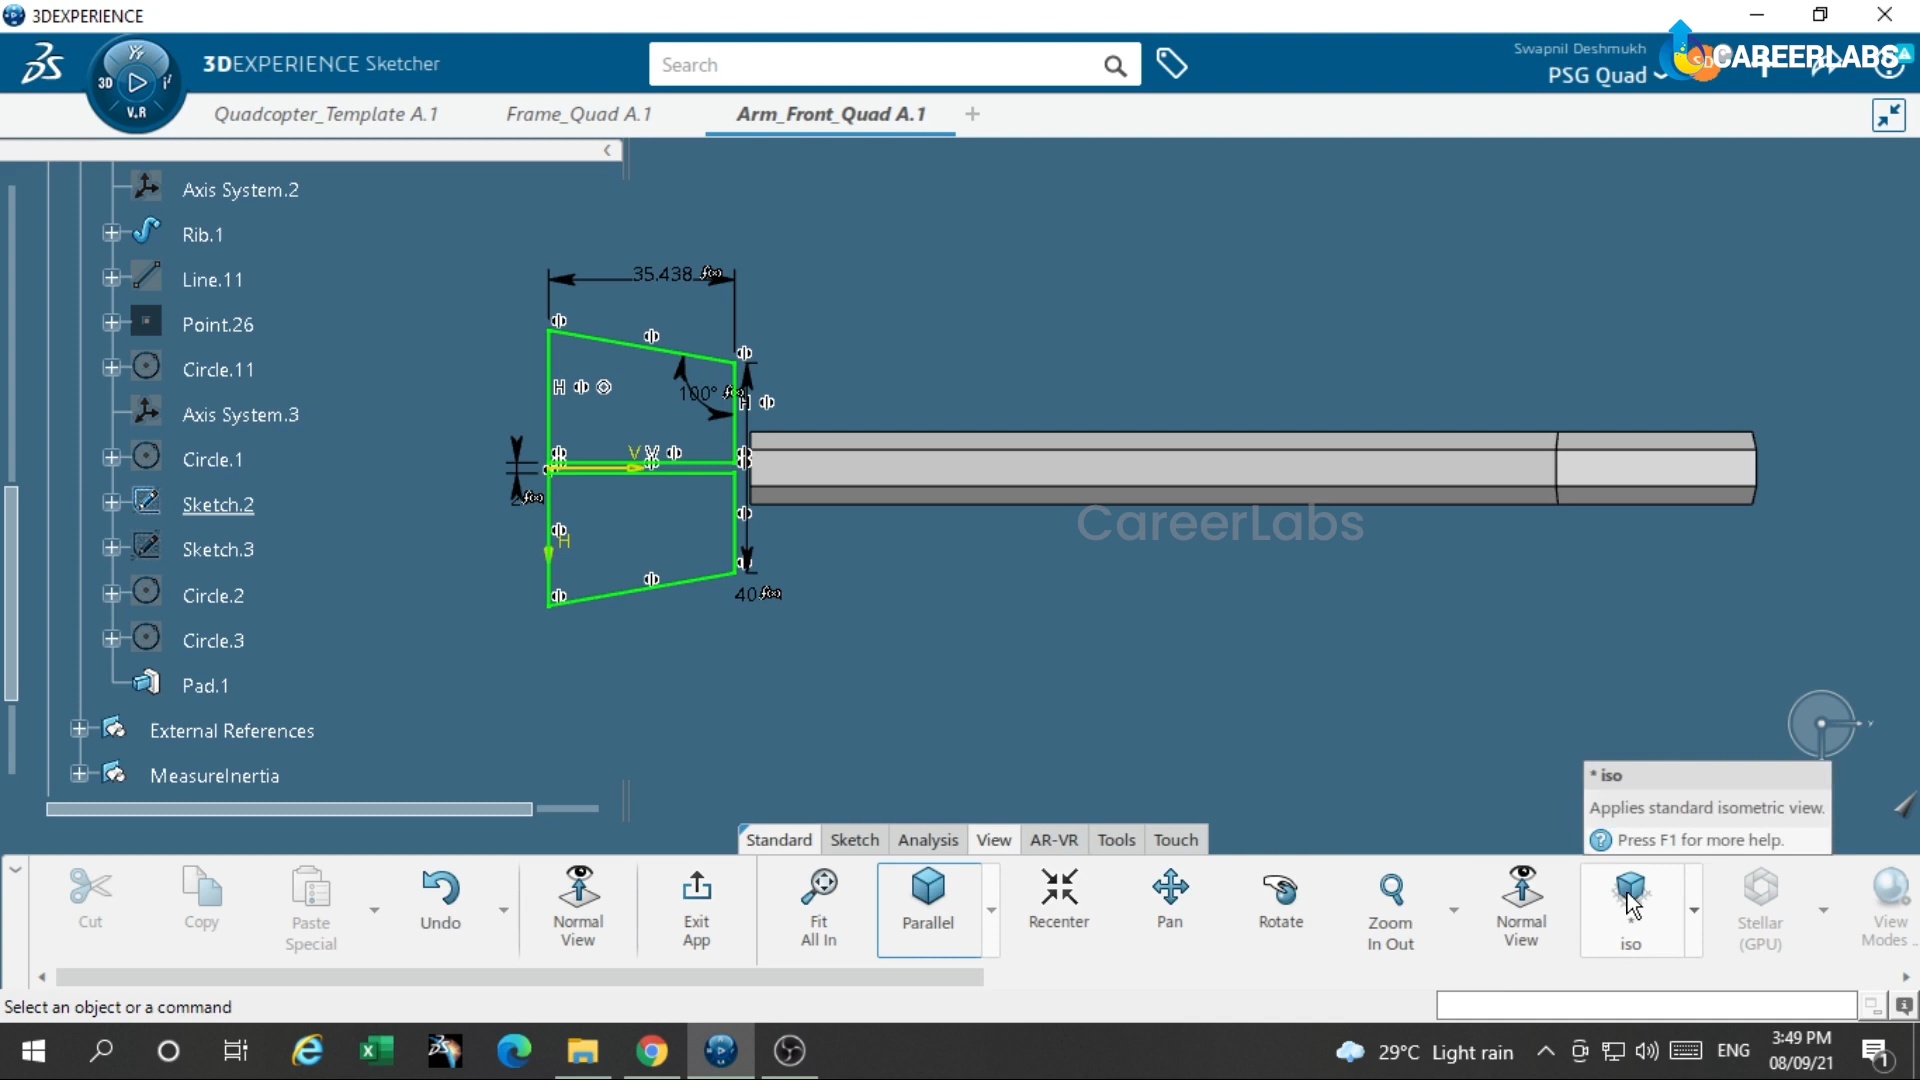 3DEXPERIENCE
3DEXPERIENCE Sketcher
3D
V.R
Search
Swapnil Deshmukh
PSG Quad
CAREERLABS
Quadcopter_Template A.1
Frame_Quad A.1
Arm_Front_Quad A.1
Axis System.2
Rib.1
Line.11
Point.26
Circle.11
Axis System.3
Circle.1
Sketch.2
Sketch.3
Circle.2
Circle.3
Pad.1
External References
MeasureInertia
35.438
100°
H
H
V
H
40
CareerLabs
* iso
Applies standard isometric view.
Press F1 for more help.
Standard
Sketch
Analysis
View
AR-VR
Tools
Touch
Cut
Copy
Paste
Special
Undo
Normal
View
Exit
App
Fit
All In
Parallel
Recenter
Pan
Rotate
Zoom
In Out
Normal
View
*
iso
Stellar
(GPU)
View
Modes ..
Select an object or a command
29°C Light rain
ENG
3:49 PM
08/09/21
1